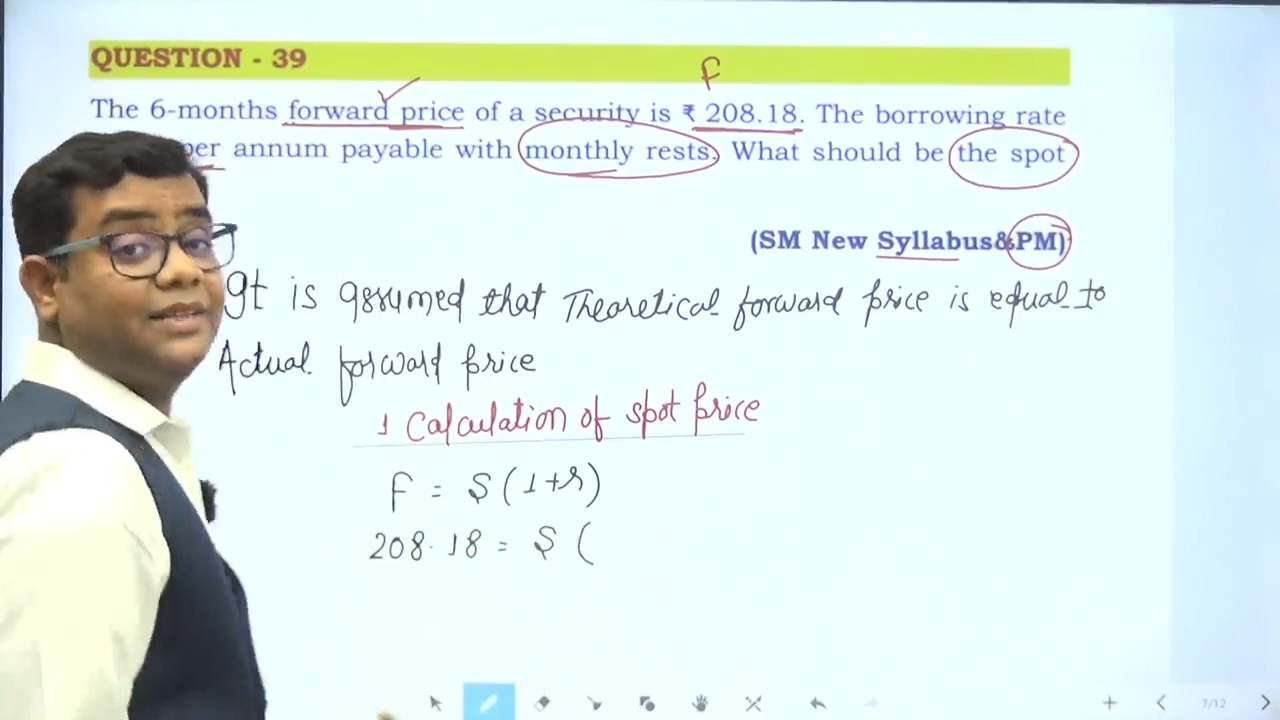 QUESTION - 39
F
The 6-months forward price of a security is ₹ 208.18. The borrowing rate
per annum payable with monthly rests. What should be the spot
(SM New Syllabus&PM)
It is assumed that Theoretical forward price is equal to
Actual forward price
1 Calculation of spot price
F = S (1+r)
208.18 = S (
7/12